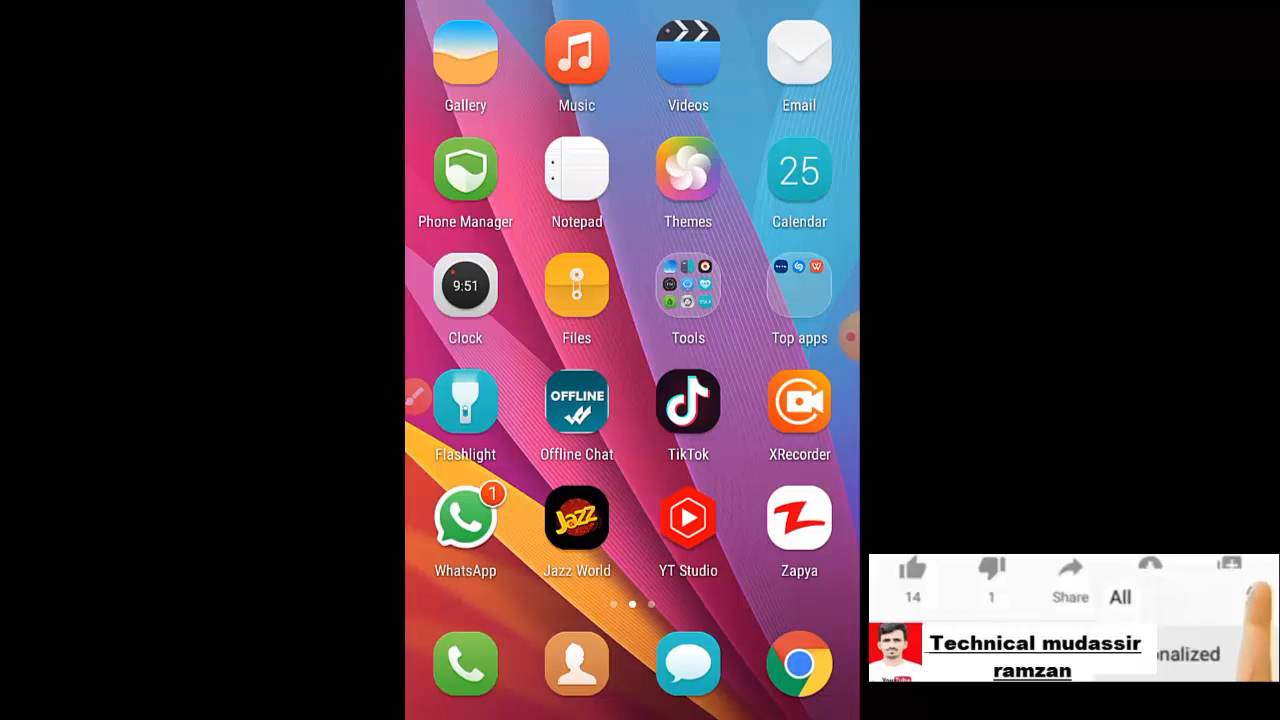 Gallery Music Videos Email
25
Phone Manager Notepad Themes Calendar
9:51
Clock Files Tools Top apps
OFFLINE
Flashlight Offline Chat TikTok XRecorder
1
Jazz
WhatsApp Jazz World YT Studio Zapya
14 1 Share All
Technical mudassir
ramzan
nalized
YouTube